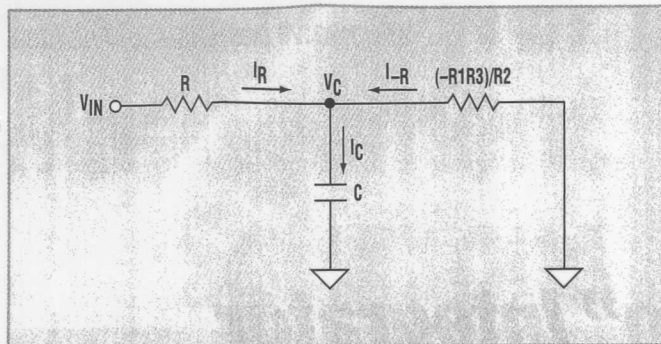 R
I_R
V_C
I_–R
(–R1R3)/R2
V_IN
I_C
C